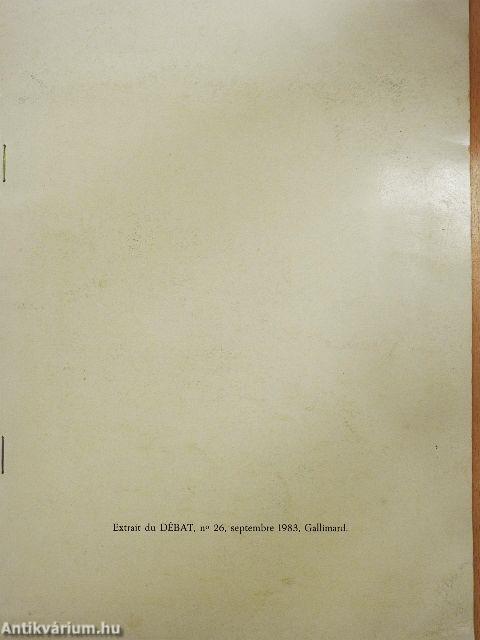 Extrait du DÉBAT, nº 26, septembre 1983, Gallimard.
Antikvárium.hu